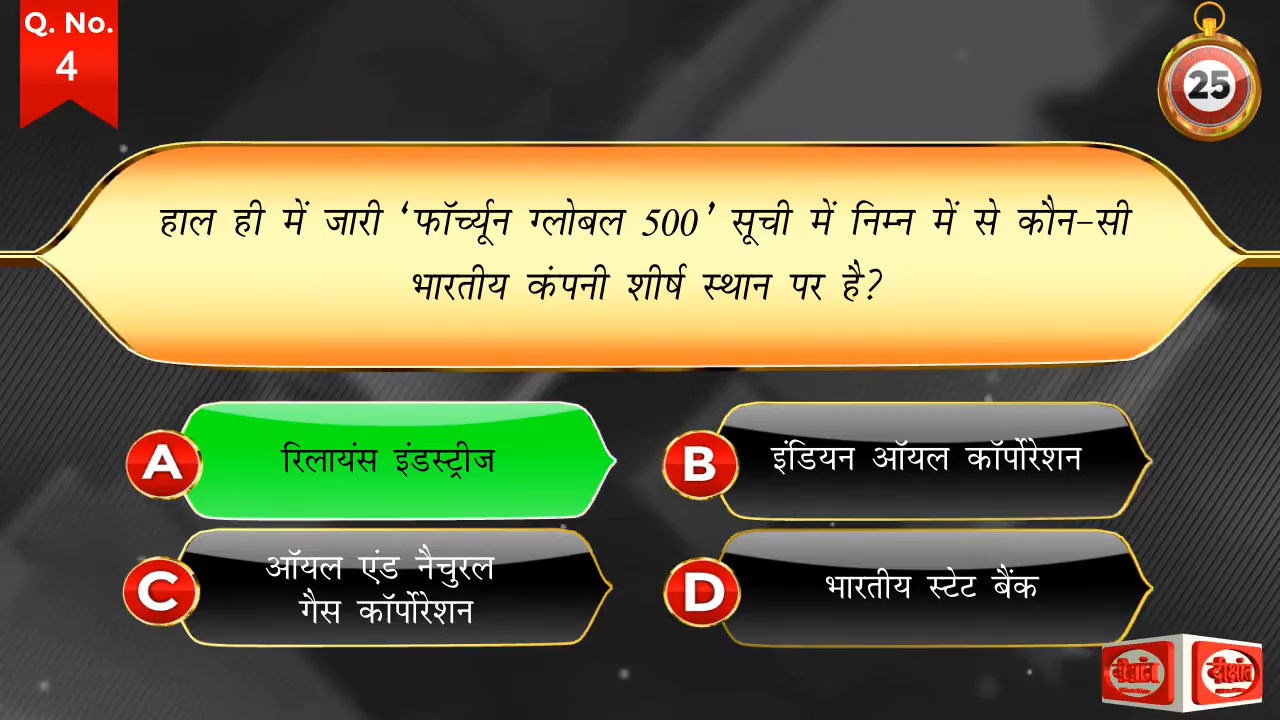 Q. No.
4
25
हाल ही में जारी ‘फॉर्च्यून ग्लोबल 500’ सूची में निम्न में से कौन-सी
भारतीय कंपनी शीर्ष स्थान पर है?
A
रिलायंस इंडस्ट्रीज
B
इंडियन ऑयल कॉर्पोरेशन
C
ऑयल एंड नैचुरल
गैस कॉर्पोरेशन
D
भारतीय स्टेट बैंक
दीक्षांत
दीक्षांत